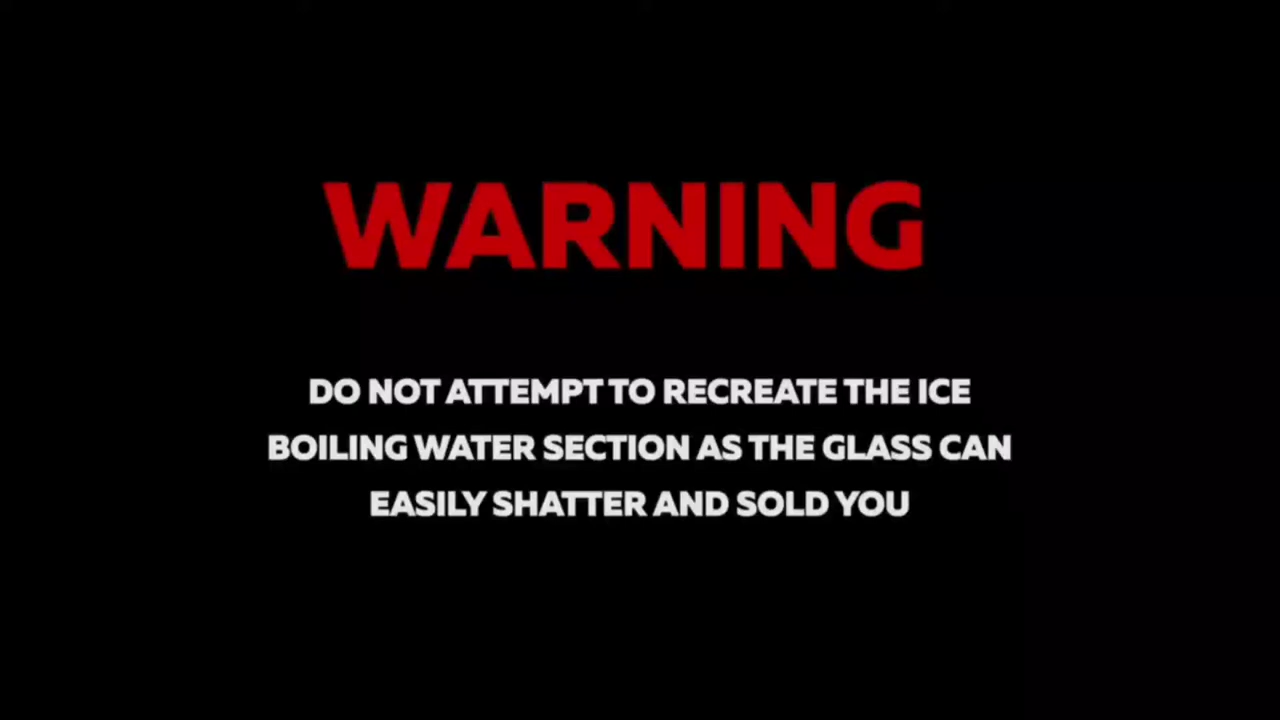 WARNING
DO NOT ATTEMPT TO RECREATE THE ICE
BOILING WATER SECTION AS THE GLASS CAN
EASILY SHATTER AND SOLD YOU